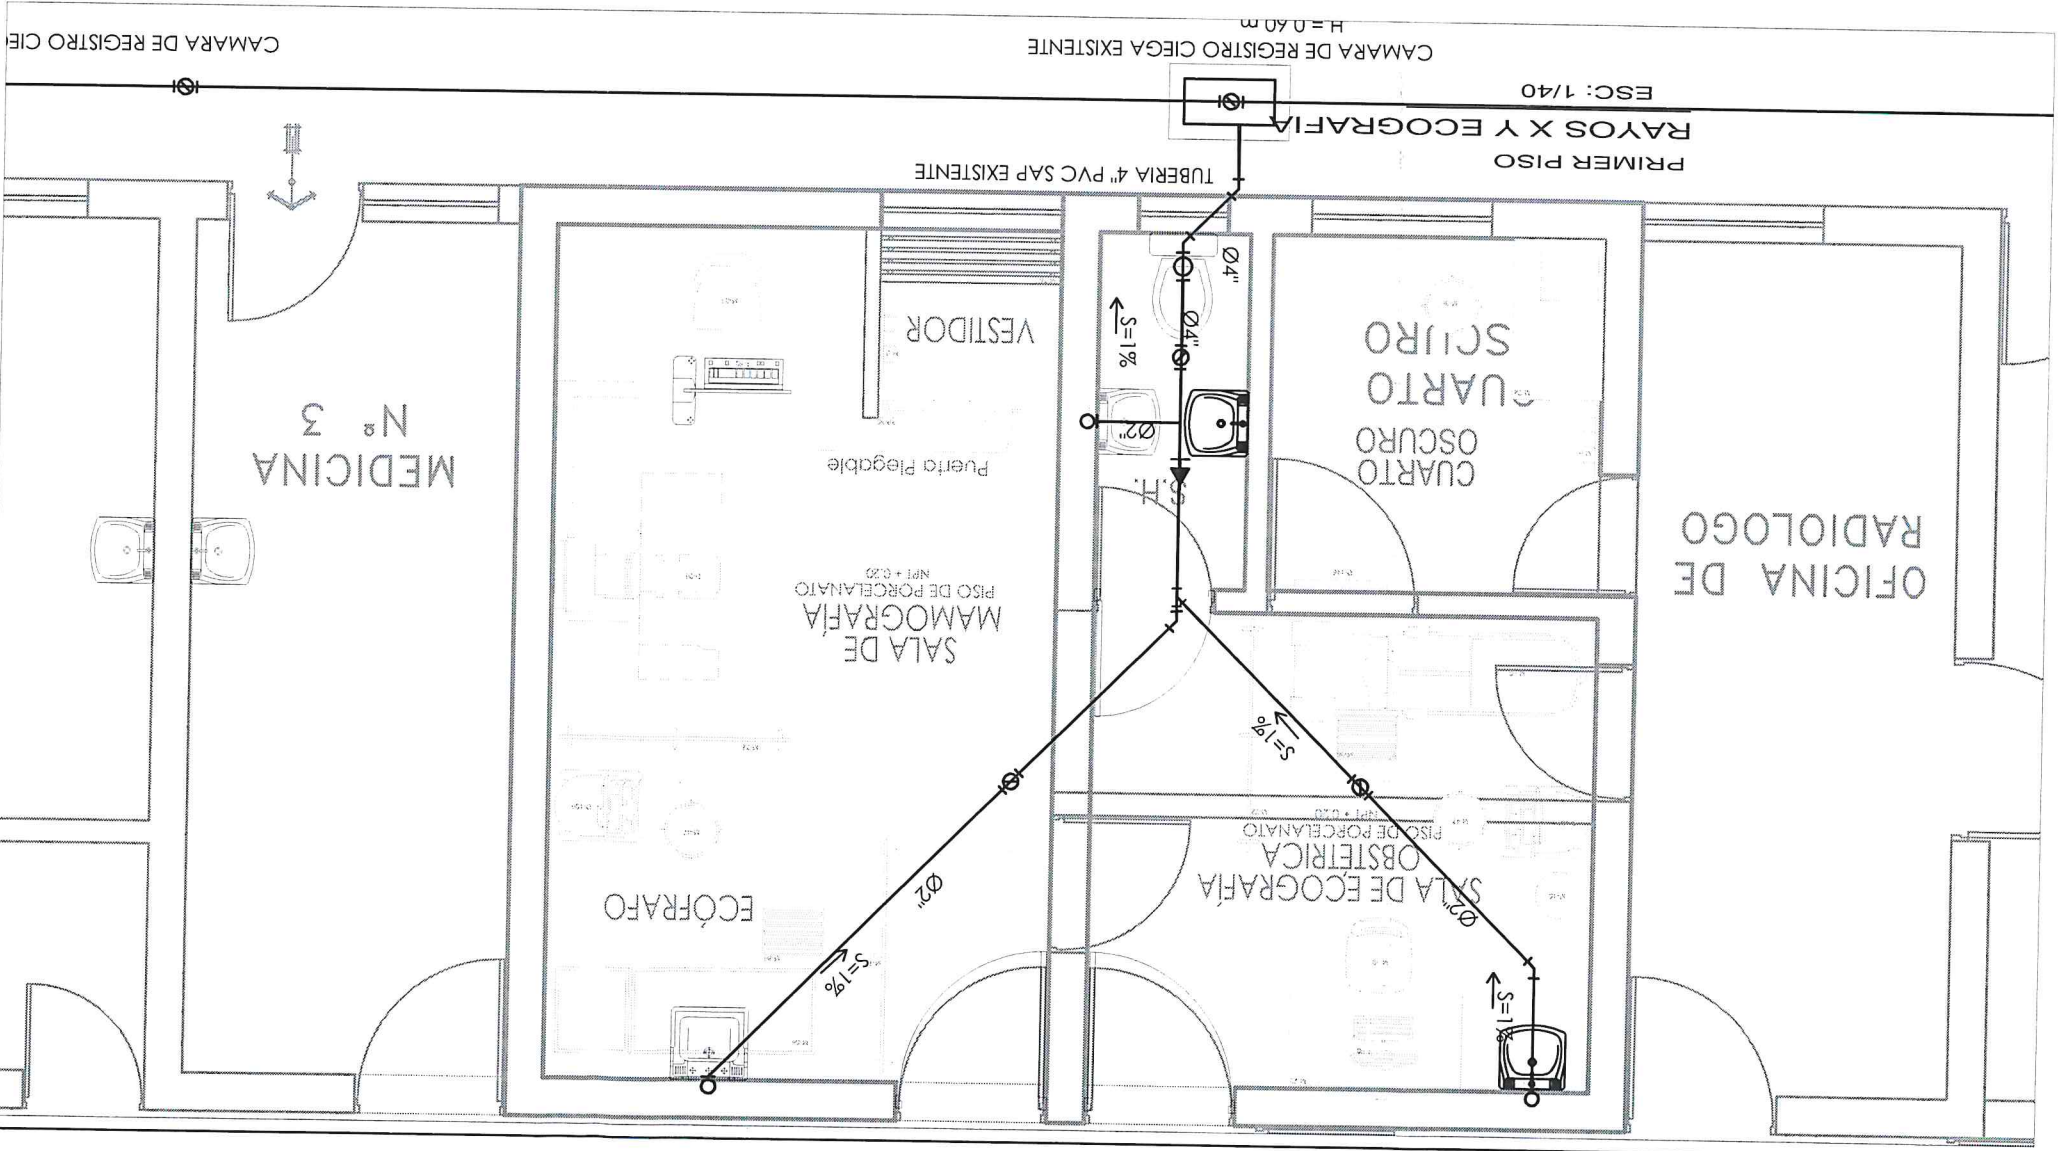 PRIMER PISO
RAYOS X Y ECOGRAFIA
ESC: 1/40
CAMARA DE REGISTRO CIEGA EXISTENTE
H = 0.60 m
CAMARA DE REGISTRO CIE
TUBERIA 4" PVC SAP EXISTENTE
OFICINA DE
RADIOLOGO
CUARTO
OSCURO
CUARTO
SCURO
S.H.
Ø4"
Ø4"
S=1%
Ø2"
VESTIDOR
Puerta Plegable
SALA DE
MAMOGRAFÍA
PISO DE PORCELANATO
NPT + 0.20
MEDICINA
Nº 3
SALA DE ECOGRAFÍA
OBSTETRICA
PISO DE PORCELANATO
NPT + 0.20
S=1%
Ø2"
S=1%
ECÓGRAFO
Ø2"
S=1%